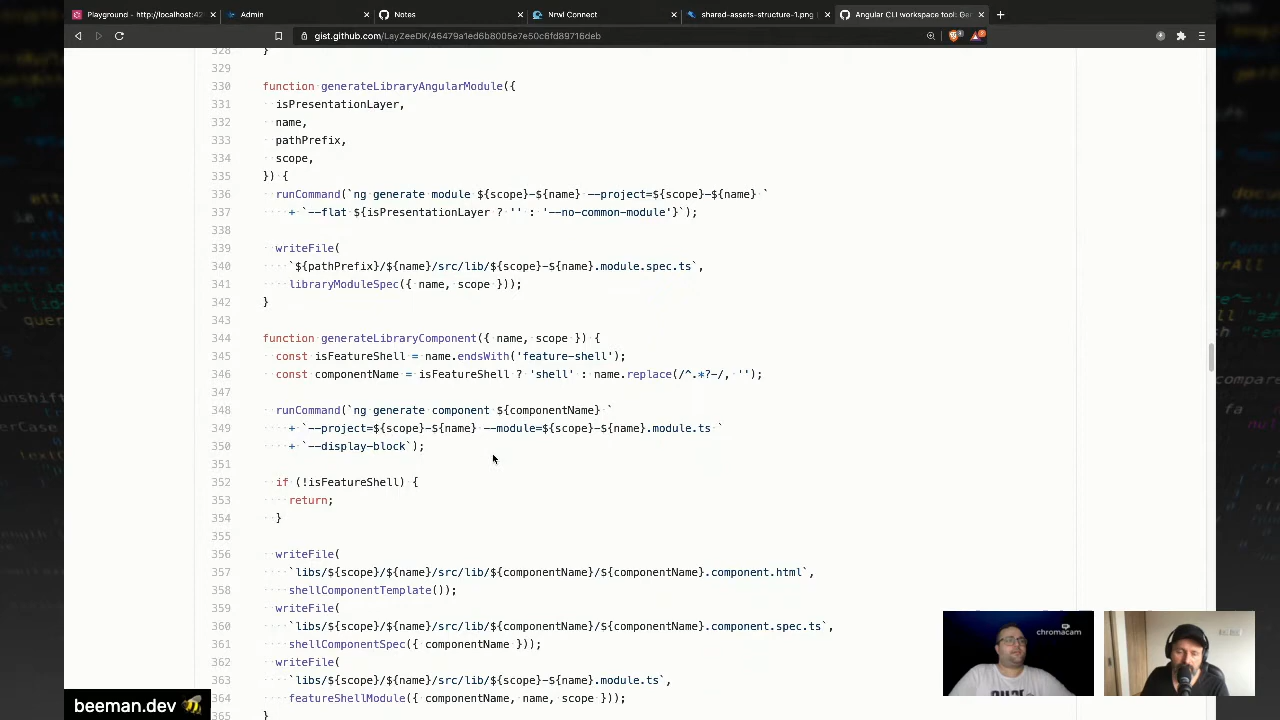 Playground - http://localhost:42
Admin
Notes
Nrwl Connect
shared-assets-structure-1.png
Angular CLI workspace tool: Ge
gist.github.com/LayZeeDK/46479a1ed6b8005e7e50c6fd89716deb
328 }
329
330 function generateLibraryAngularModule({
331 isPresentationLayer,
332 name,
333 pathPrefix,
334 scope,
335 }) {
336 runCommand(`ng generate module ${scope}-${name} --project=${scope}-${name} `
337 + `--flat ${isPresentationLayer ? '' : '--no-common-module'}`);
338
339 writeFile(
340 `${pathPrefix}/${name}/src/lib/${scope}-${name}.module.spec.ts`,
341 libraryModuleSpec({ name, scope }));
342 }
343
344 function generateLibraryComponent({ name, scope }) {
345 const isFeatureShell = name.endsWith('feature-shell');
346 const componentName = isFeatureShell ? 'shell' : name.replace(/^.*?-/, '');
347
348 runCommand(`ng generate component ${componentName} `
349 + `--project=${scope}-${name} --module=${scope}-${name}.module.ts `
350 + `--display-block`);
351
352 if (!isFeatureShell) {
353 return;
354 }
355
356 writeFile(
357 `libs/${scope}/${name}/src/lib/${componentName}/${componentName}.component.html`,
358 shellComponentTemplate());
359 writeFile(
360 `libs/${scope}/${name}/src/lib/${componentName}/${componentName}.component.spec.ts`,
361 shellComponentSpec({ componentName }));
362 writeFile(
363 `libs/${scope}/${name}/src/lib/${scope}-${name}.module.ts`,
364 featureShellModule({ componentName, name, scope }));
365 }
chromacam
beeman.dev